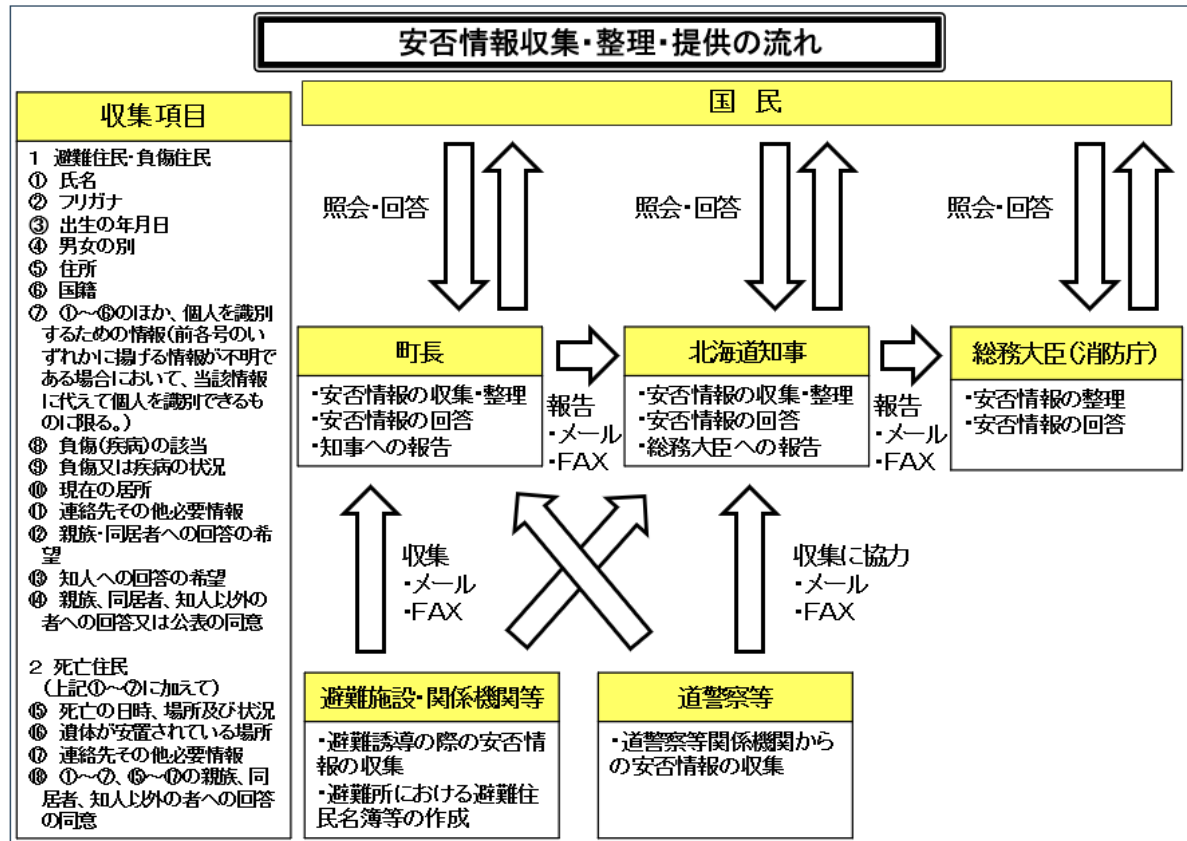 安否情報収集・整理・提供の流れ
収集項目
1 避難住民・負傷住民
① 氏名
② フリガナ
③ 出生の年月日
④ 男女の別
⑤ 住所
⑥ 国籍
⑦ ①～⑥のほか、個人を識別
するための情報(前各号のい
ずれかに掲げる情報が不明で
ある場合において、当該情報
に代えて個人を識別できるも
のに限る。)
⑧ 負傷(疾病)の該当
⑨ 負傷又は疾病の状況
⑩ 現在の居所
⑪ 連絡先その他必要情報
⑫ 親族・同居者への回答の希
望
⑬ 知人への回答の希望
⑭ 親族、同居者、知人以外の
者への回答又は公表の同意
2 死亡住民
(上記①～⑦に加えて)
⑮ 死亡の日時、場所及び状況
⑯ 遺体が安置されている場所
⑰ 連絡先その他必要情報
⑱ ①～⑦、⑮～⑰の親族、同
居者、知人以外の者への回答
の同意
国 民
照会・回答
照会・回答
照会・回答
町長
・安否情報の収集・整理
・安否情報の回答
・知事への報告
報告
・メール
・FAX
北海道知事
・安否情報の収集・整理
・安否情報の回答
・総務大臣への報告
報告
・メール
・FAX
総務大臣(消防庁)
・安否情報の整理
・安否情報の回答
収集
・メール
・FAX
収集に協力
・メール
・FAX
避難施設・関係機関等
・避難誘導の際の安否情
報の収集
・避難所における避難住
民名簿等の作成
道警察等
・道警察等関係機関から
の安否情報の収集